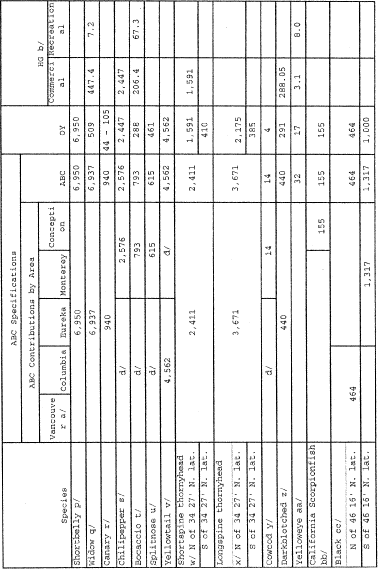 ABC Specifications
ABC Contributions by Area
HG b/
Species
Vancouve r a/
Columbia
Eureka
Monterey
Concepti on
ABC
OY
Commerci al
Recreation al
Shortbelly p/ 6,950 6,950 6,950
Widow q/ 6,937 6,937 509 447.4 7.2
Canary r/ 940 940 44 - 105
Chilipepper s/ d/ 2,576 2,576 2,447 2,447
Bocaccio t/ d/ 793 793 288 206.4 67.3
Splitnose u/ d/ 615 615 461
Yellowtail v/ 4,562 d/ 4,562 4,562
Shortspine thornyhead
w/ N of 34 27' N. lat. 2,411 2,411 1,591 1,591
S of 34 27' N. lat. 410
Longspine thornyhead
x/ N of 34 27' N. lat. 3,671 3,671 2,175
S of 34 27' N. lat. 385
Cowcod y/ d/ 14 14 4
Darkblotched z/ 440 440 291 288.05
Yelloweye aa/ 32 17 3.1 8.0
California Scorpionfish
bb/ 155 155 155
Black cc/
N of 46 16' N. lat. 464 464 464
S of 46 16' N. lat. 1,317 1,317 1,000